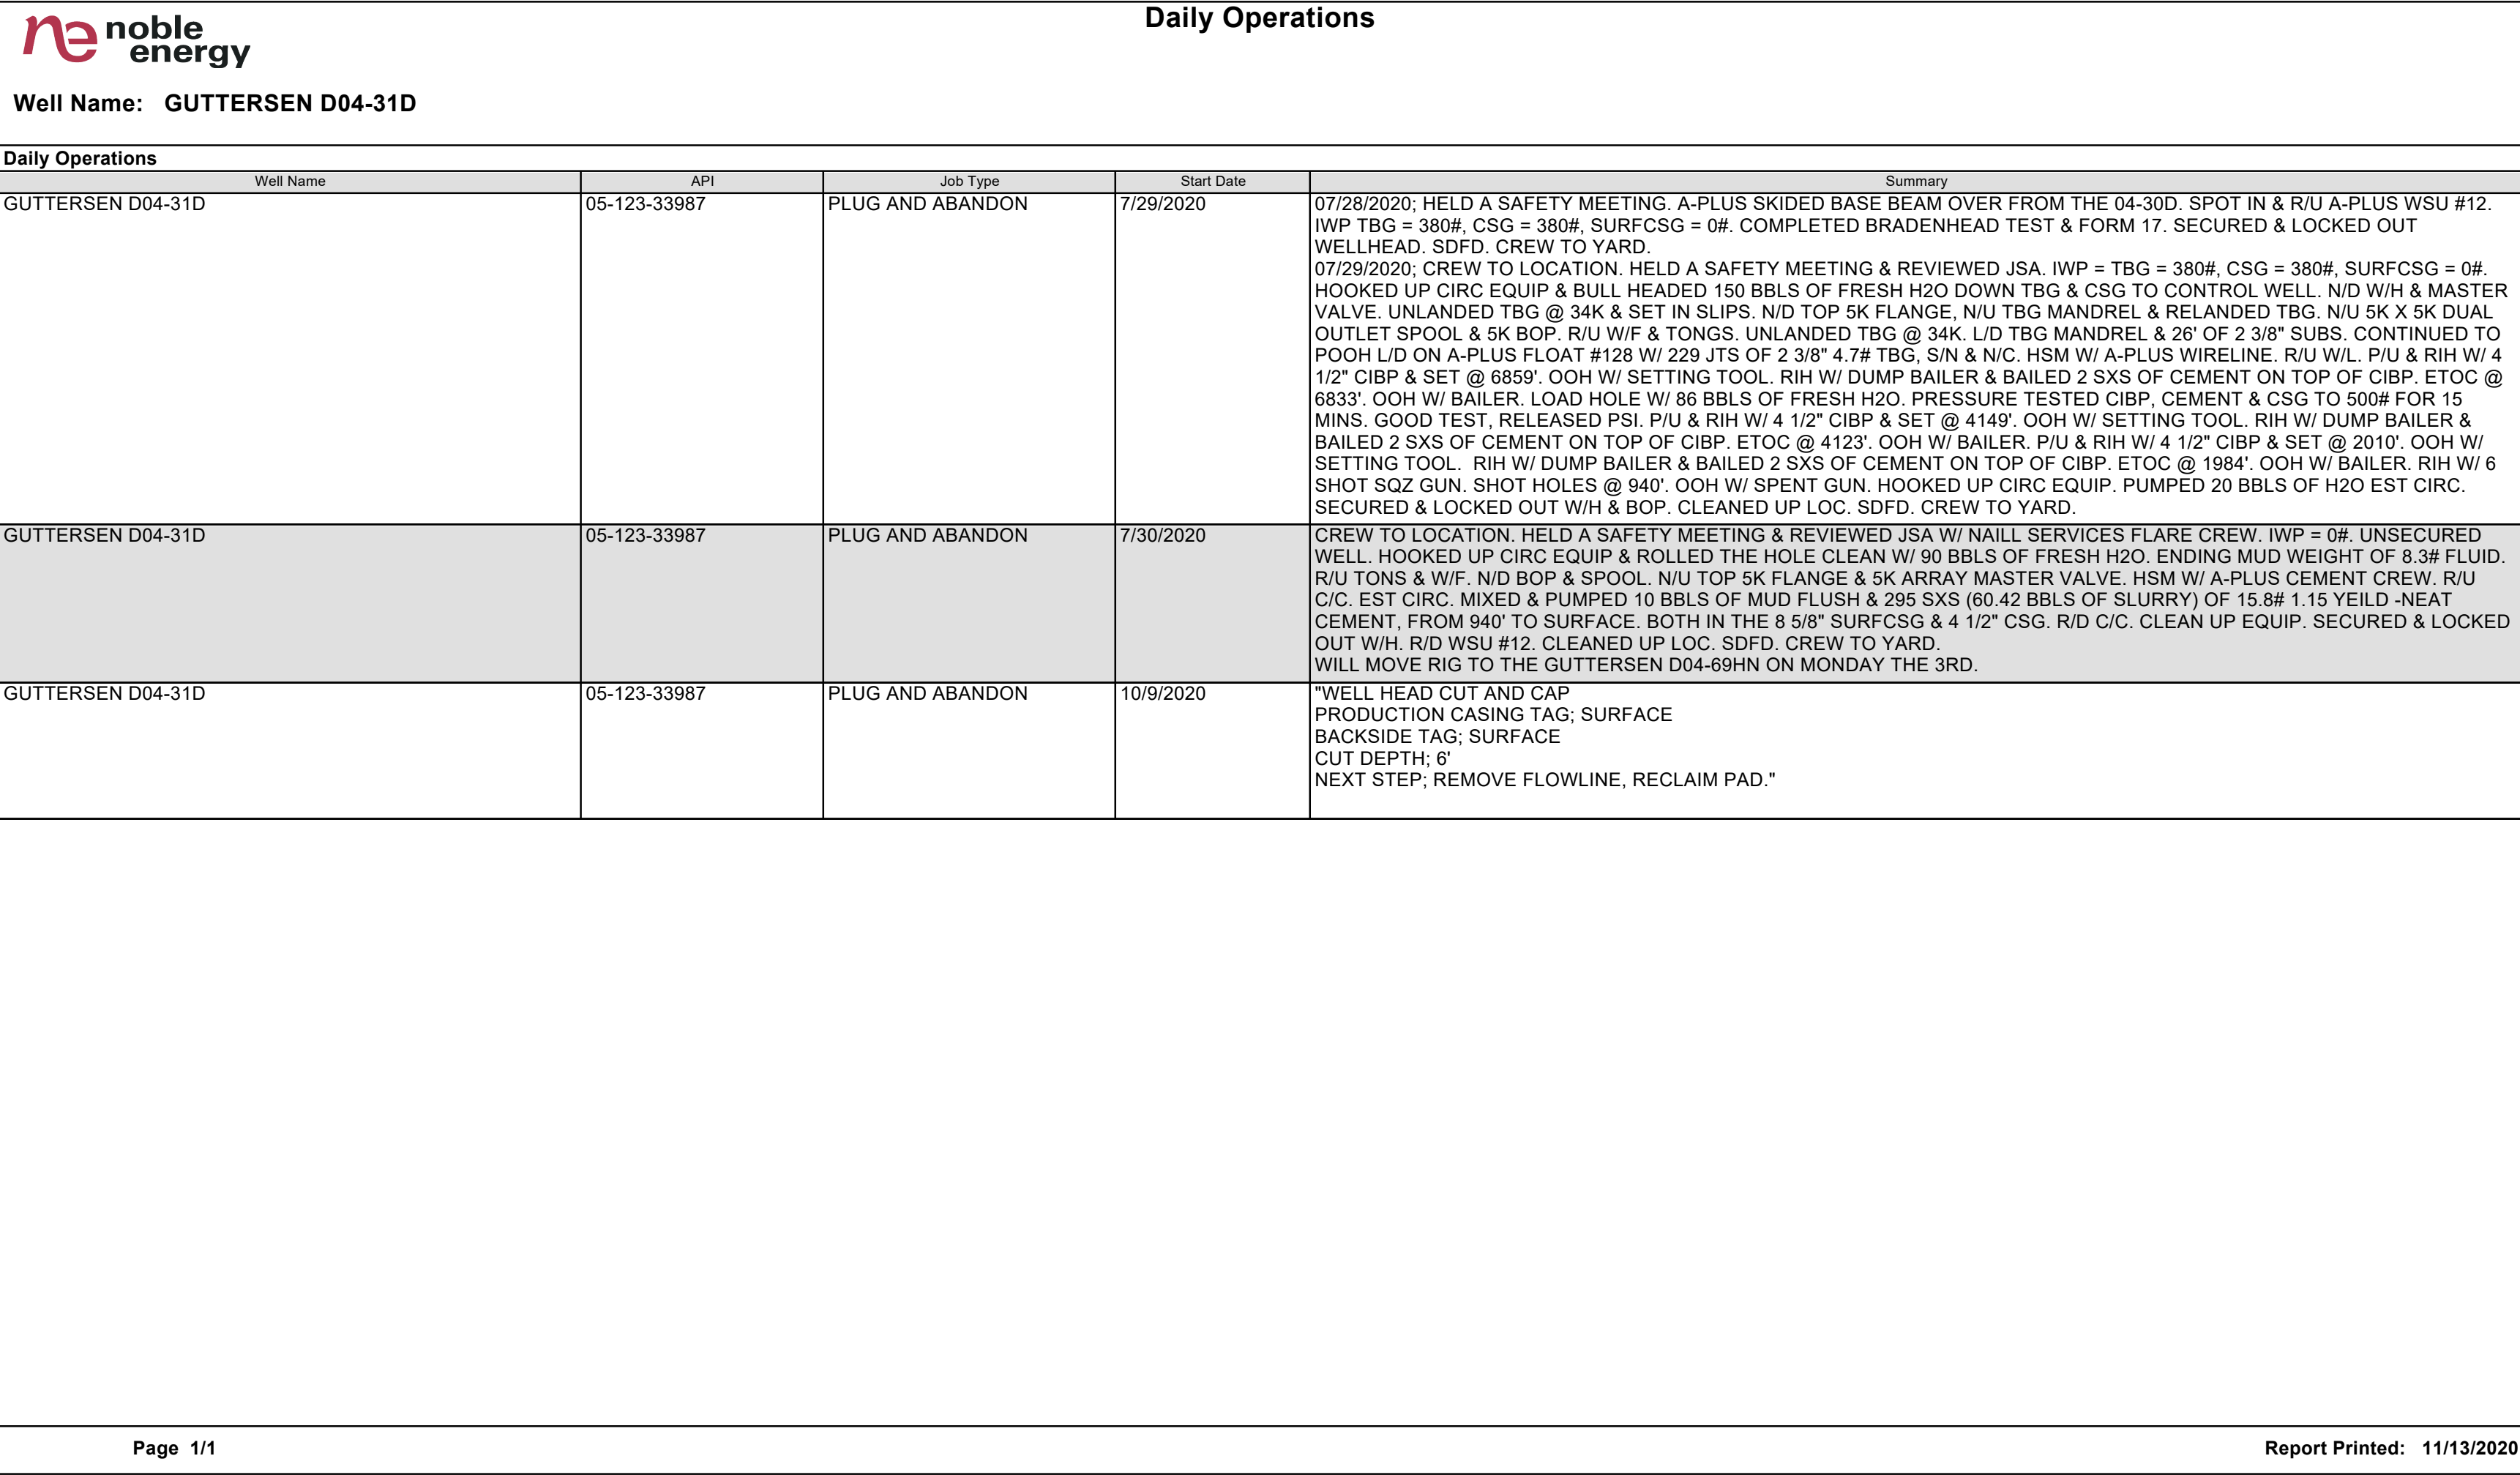 Daily Operations
noble
energy
Well Name: GUTTERSEN D04-31D
Daily Operations
Well Name API Job Type Start Date Summary
GUTTERSEN D04-31D 05-123-33987 PLUG AND ABANDON 7/29/2020 07/28/2020; HELD A SAFETY MEETING. A-PLUS SKIDED BASE BEAM OVER FROM THE 04-30D. SPOT IN & R/U A-PLUS WSU #12.
IWP TBG = 380#, CSG = 380#, SURFCSG = 0#. COMPLETED BRADENHEAD TEST & FORM 17. SECURED & LOCKED OUT
WELLHEAD. SDFD. CREW TO YARD.
07/29/2020; CREW TO LOCATION. HELD A SAFETY MEETING & REVIEWED JSA. IWP = TBG = 380#, CSG = 380#, SURFCSG = 0#.
HOOKED UP CIRC EQUIP & BULL HEADED 150 BBLS OF FRESH H2O DOWN TBG & CSG TO CONTROL WELL. N/D W/H & MASTER
VALVE. UNLANDED TBG @ 34K & SET IN SLIPS. N/D TOP 5K FLANGE, N/U TBG MANDREL & RELANDED TBG. N/U 5K X 5K DUAL
OUTLET SPOOL & 5K BOP. R/U W/F & TONGS. UNLANDED TBG @ 34K. L/D TBG MANDREL & 26' OF 2 3/8" SUBS. CONTINUED TO
POOH L/D ON A-PLUS FLOAT #128 W/ 229 JTS OF 2 3/8" 4.7# TBG, S/N & N/C. HSM W/ A-PLUS WIRELINE. R/U W/L. P/U & RIH W/ 4
1/2" CIBP & SET @ 6859'. OOH W/ SETTING TOOL. RIH W/ DUMP BAILER & BAILED 2 SXS OF CEMENT ON TOP OF CIBP. ETOC @
6833'. OOH W/ BAILER. LOAD HOLE W/ 86 BBLS OF FRESH H2O. PRESSURE TESTED CIBP, CEMENT & CSG TO 500# FOR 15
MINS. GOOD TEST, RELEASED PSI. P/U & RIH W/ 4 1/2" CIBP & SET @ 4149'. OOH W/ SETTING TOOL. RIH W/ DUMP BAILER &
BAILED 2 SXS OF CEMENT ON TOP OF CIBP. ETOC @ 4123'. OOH W/ BAILER. P/U & RIH W/ 4 1/2" CIBP & SET @ 2010'. OOH W/
SETTING TOOL.  RIH W/ DUMP BAILER & BAILED 2 SXS OF CEMENT ON TOP OF CIBP. ETOC @ 1984'. OOH W/ BAILER. RIH W/ 6
SHOT SQZ GUN. SHOT HOLES @ 940'. OOH W/ SPENT GUN. HOOKED UP CIRC EQUIP. PUMPED 20 BBLS OF H2O EST CIRC.
SECURED & LOCKED OUT W/H & BOP. CLEANED UP LOC. SDFD. CREW TO YARD.
GUTTERSEN D04-31D 05-123-33987 PLUG AND ABANDON 7/30/2020 CREW TO LOCATION. HELD A SAFETY MEETING & REVIEWED JSA W/ NAILL SERVICES FLARE CREW. IWP = 0#. UNSECURED
WELL. HOOKED UP CIRC EQUIP & ROLLED THE HOLE CLEAN W/ 90 BBLS OF FRESH H2O. ENDING MUD WEIGHT OF 8.3# FLUID.
R/U TONS & W/F. N/D BOP & SPOOL. N/U TOP 5K FLANGE & 5K ARRAY MASTER VALVE. HSM W/ A-PLUS CEMENT CREW. R/U
C/C. EST CIRC. MIXED & PUMPED 10 BBLS OF MUD FLUSH & 295 SXS (60.42 BBLS OF SLURRY) OF 15.8# 1.15 YEILD -NEAT
CEMENT, FROM 940' TO SURFACE. BOTH IN THE 8 5/8" SURFCSG & 4 1/2" CSG. R/D C/C. CLEAN UP EQUIP. SECURED & LOCKED
OUT W/H. R/D WSU #12. CLEANED UP LOC. SDFD. CREW TO YARD.
WILL MOVE RIG TO THE GUTTERSEN D04-69HN ON MONDAY THE 3RD.
GUTTERSEN D04-31D 05-123-33987 PLUG AND ABANDON 10/9/2020 "WELL HEAD CUT AND CAP
PRODUCTION CASING TAG; SURFACE
BACKSIDE TAG; SURFACE
CUT DEPTH; 6'
NEXT STEP; REMOVE FLOWLINE, RECLAIM PAD."
Page 1/1 Report Printed: 11/13/2020